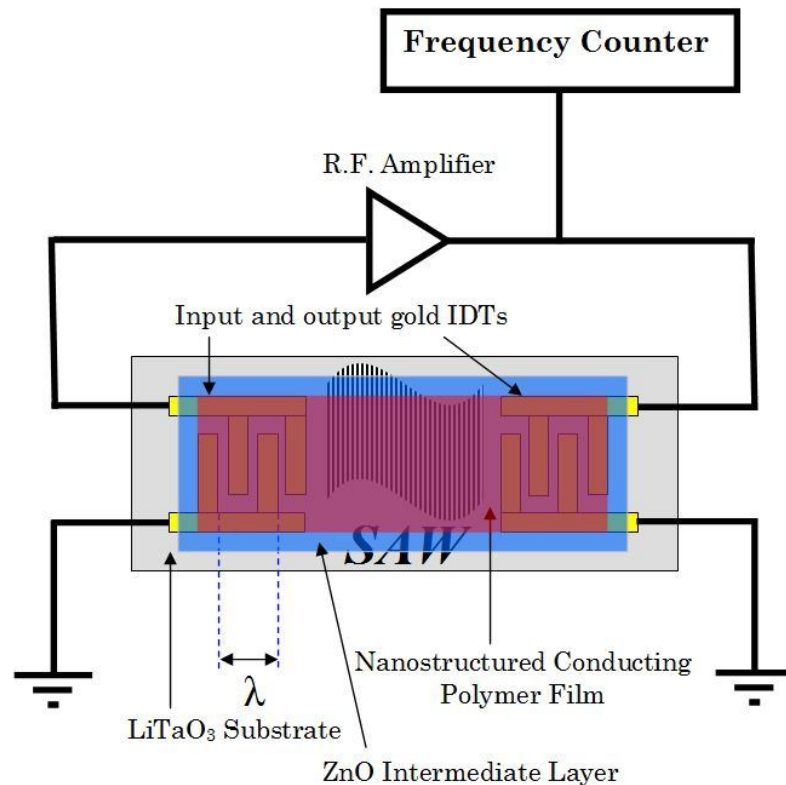 Frequency Counter
R.F. Amplifier
Input and output gold IDTs
SAW
Nanostructured Conducting
Polymer Film
λ
LiTaO₃ Substrate
ZnO Intermediate Layer